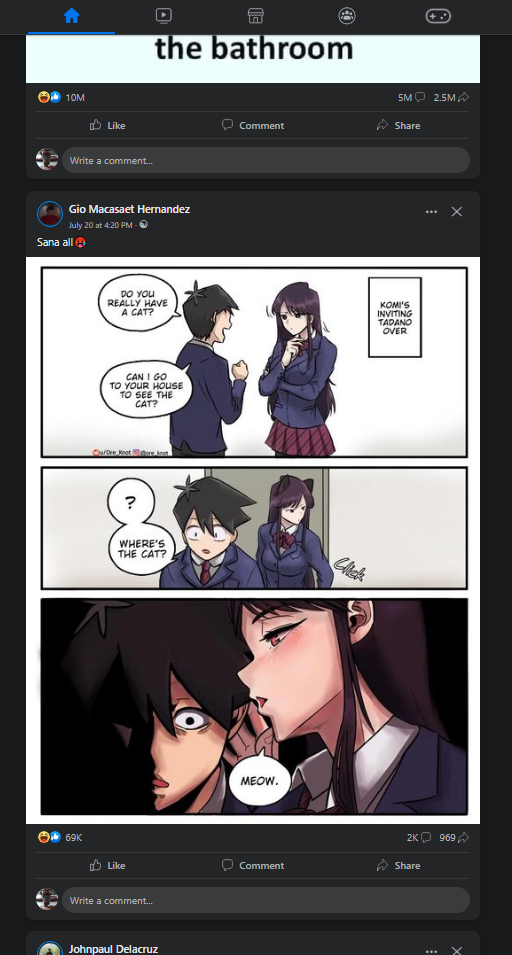 the bathroom
10M
5M
2.5M
Like
Comment
Share
Write a comment...
Gio Macasaet Hernandez
July 20 at 4:20 PM ·
Sana all
DO YOU
REALLY HAVE
A CAT?
KOMI'S
INVITING
TADANO
OVER
CAN I GO
TO YOUR HOUSE
TO SEE THE
CAT?
u/Ore_Knot @ore_knot
?
WHERE'S
THE CAT?
Click
MEOW.
69K
2K
969
Like
Comment
Share
Write a comment...
Johnpaul Delacruz